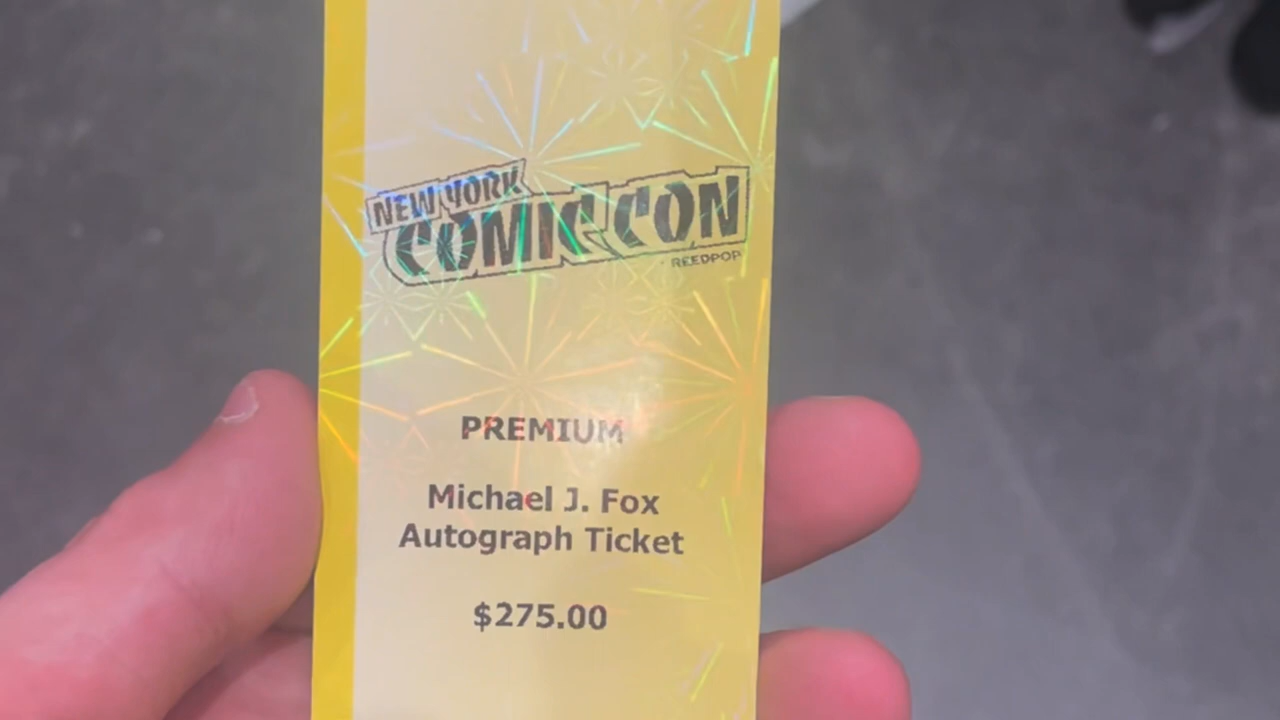 NEW YORK
COMIC CON
REEDPOP
PREMIUM
Michael J. Fox
Autograph Ticket
$275.00